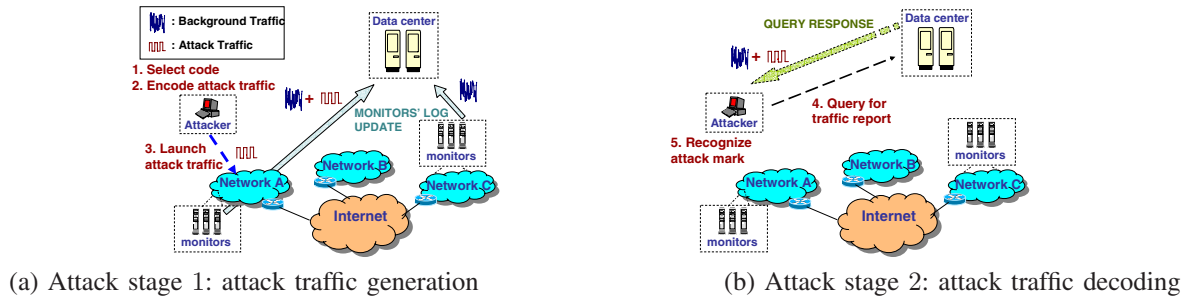 : Background Traffic
: Attack Traffic
1. Select code
2. Encode attack traffic
Attacker
3. Launch
attack traffic
Data center
+
MONITORS' LOG
UPDATE
monitors
Network A
Network B
Network C
Internet
monitors
(a) Attack stage 1: attack traffic generation
QUERY RESPONSE
Data center
+
Attacker
4. Query for
traffic report
5. Recognize
attack mark
monitors
Network A
Network B
Network C
Internet
monitors
(b) Attack stage 2: attack traffic decoding